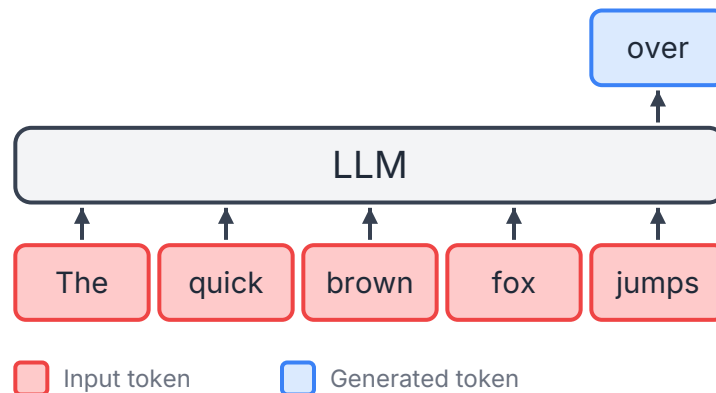 over
LLM
The quick brown fox jumps
Input token Generated token